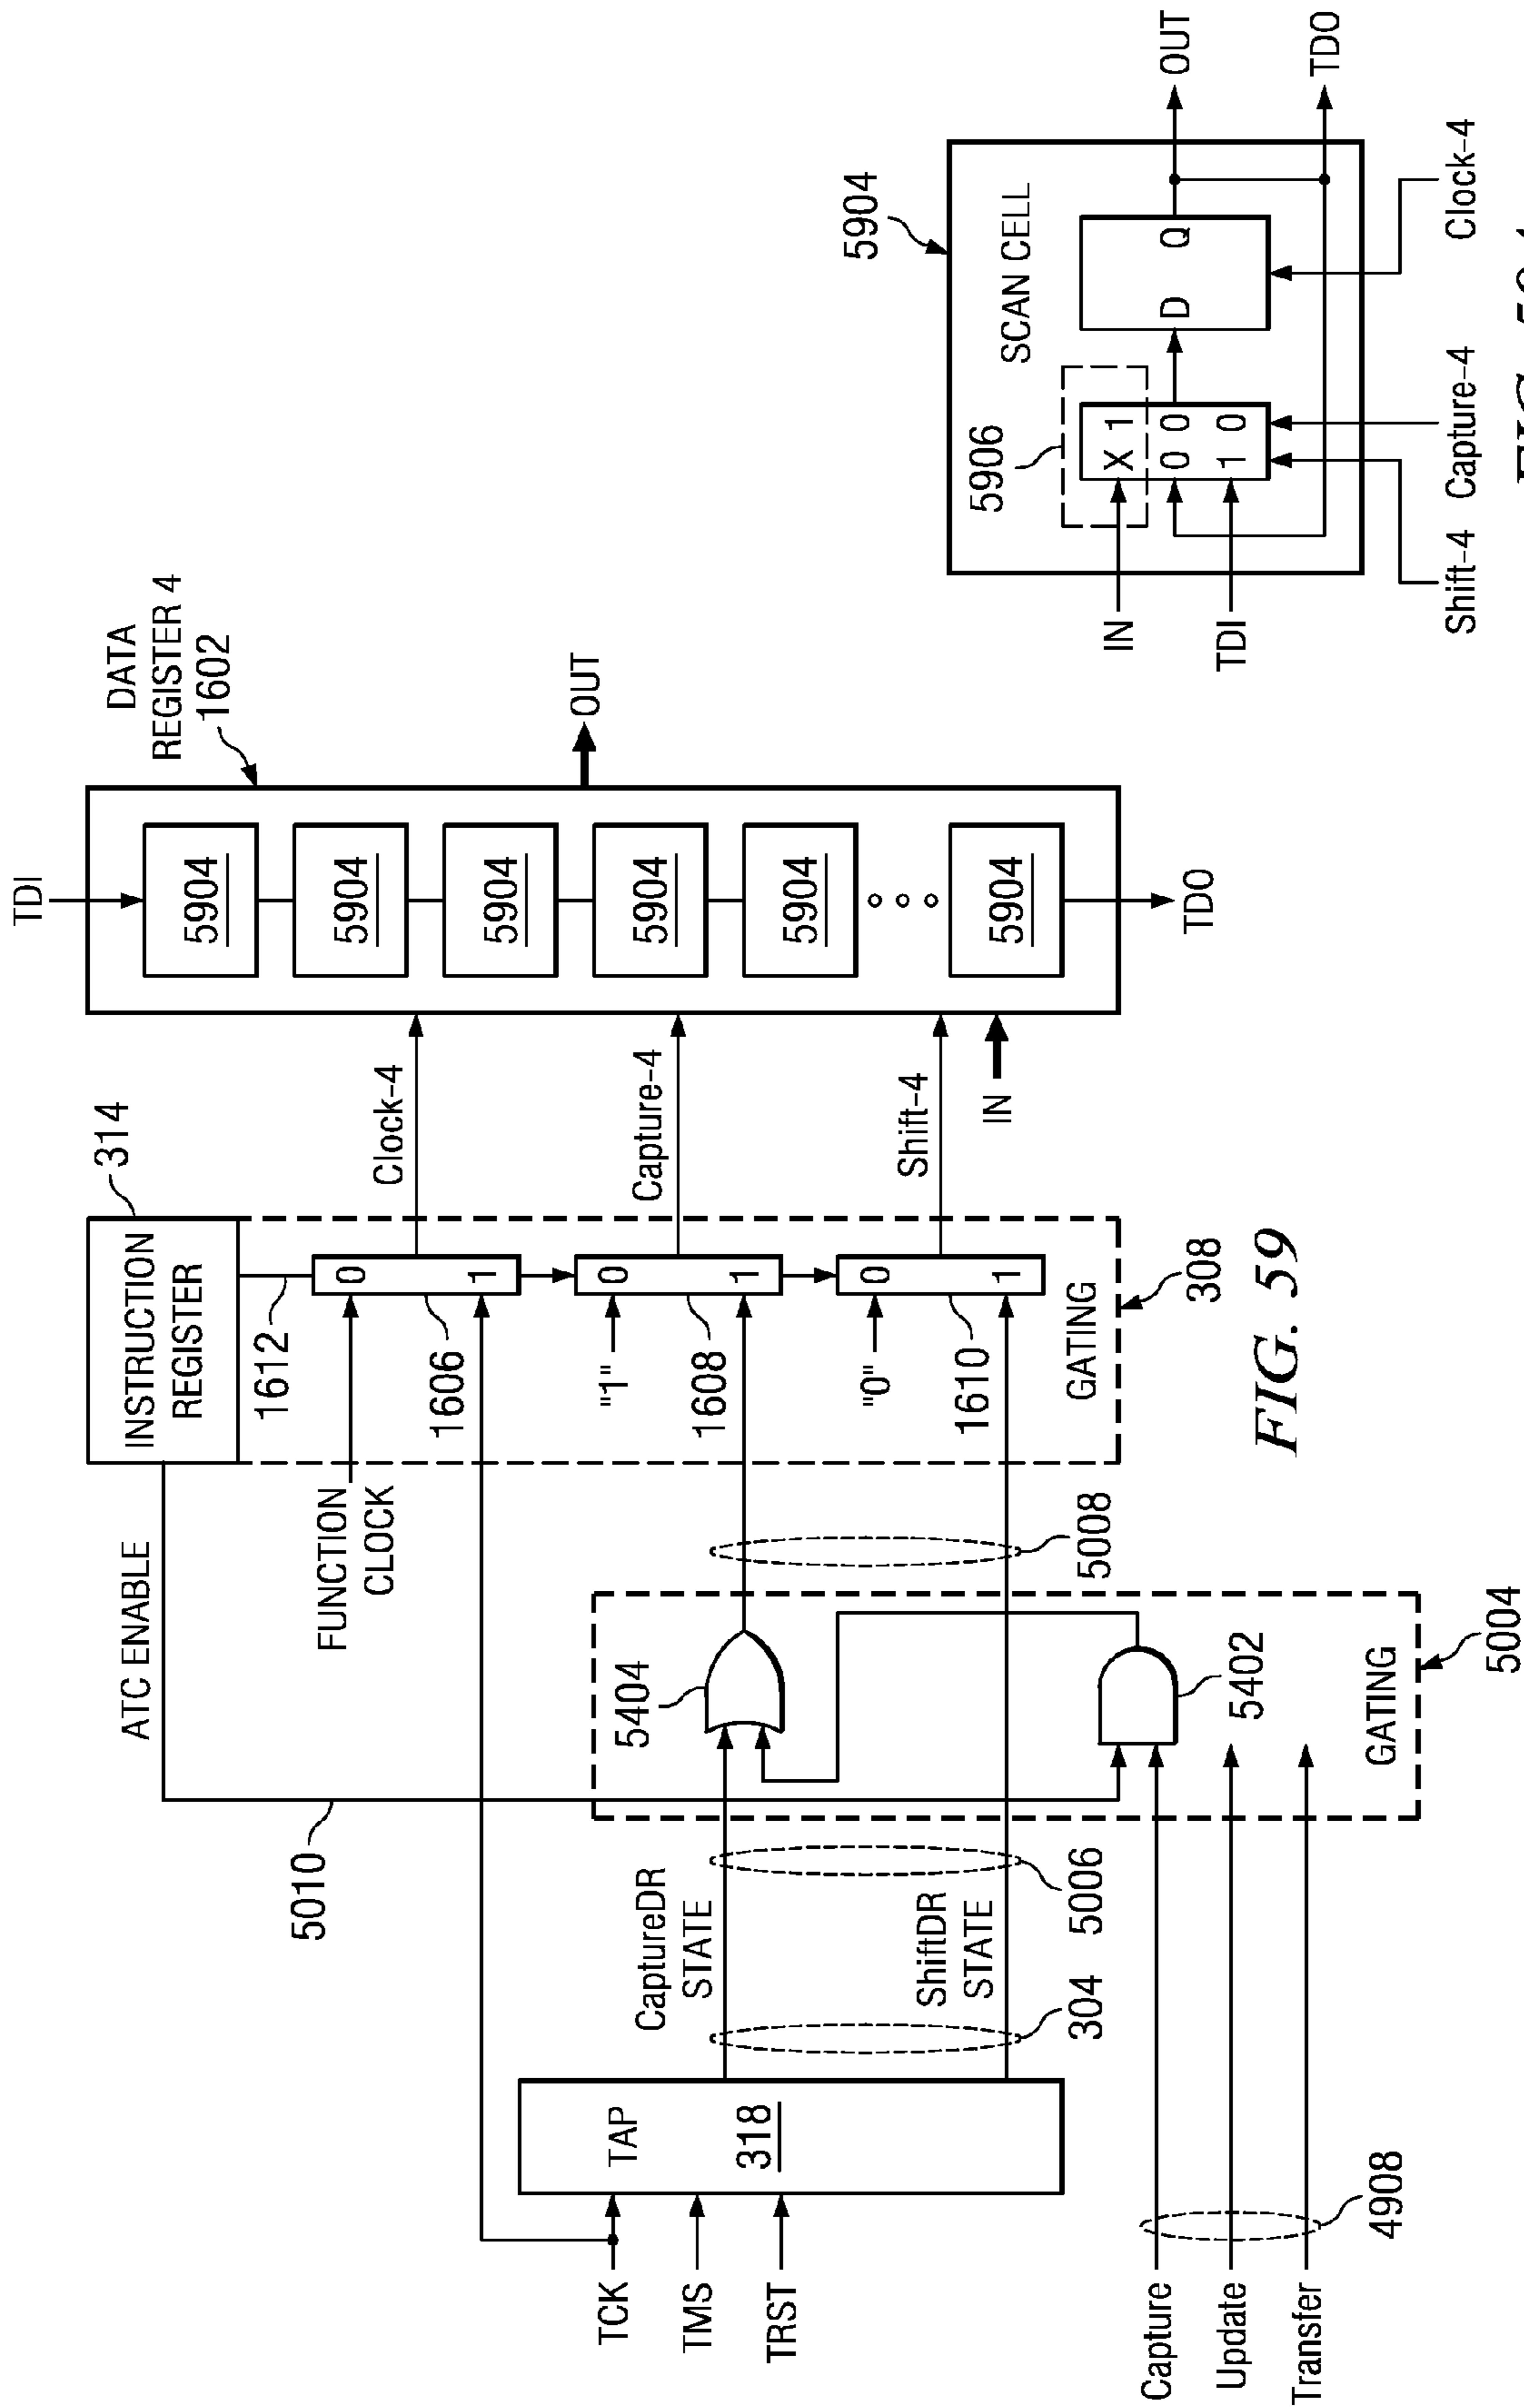 TCK
TMS
TRST
Capture
Update
Transfer
4908
TAP
318
304
CaptureDR
STATE
ShiftDR
STATE
5006
5010
ATC ENABLE
5404
5402
GATING
5004
5008
FUNCTION
CLOCK
INSTRUCTION
REGISTER
314
1612
0
1
1606
"1"
0
1
1608
"0"
0
1
1610
GATING
308
Clock-4
Capture-4
Shift-4
IN
TDI
5904
5904
5904
5904
5904
5904
TDO
OUT
DATA
REGISTER 4
1602
FIG. 59
5904
SCAN CELL
5906
IN
TDI
X 1
0 0
1 0
D Q
OUT
TDO
Shift-4
Capture-4
Clock-4